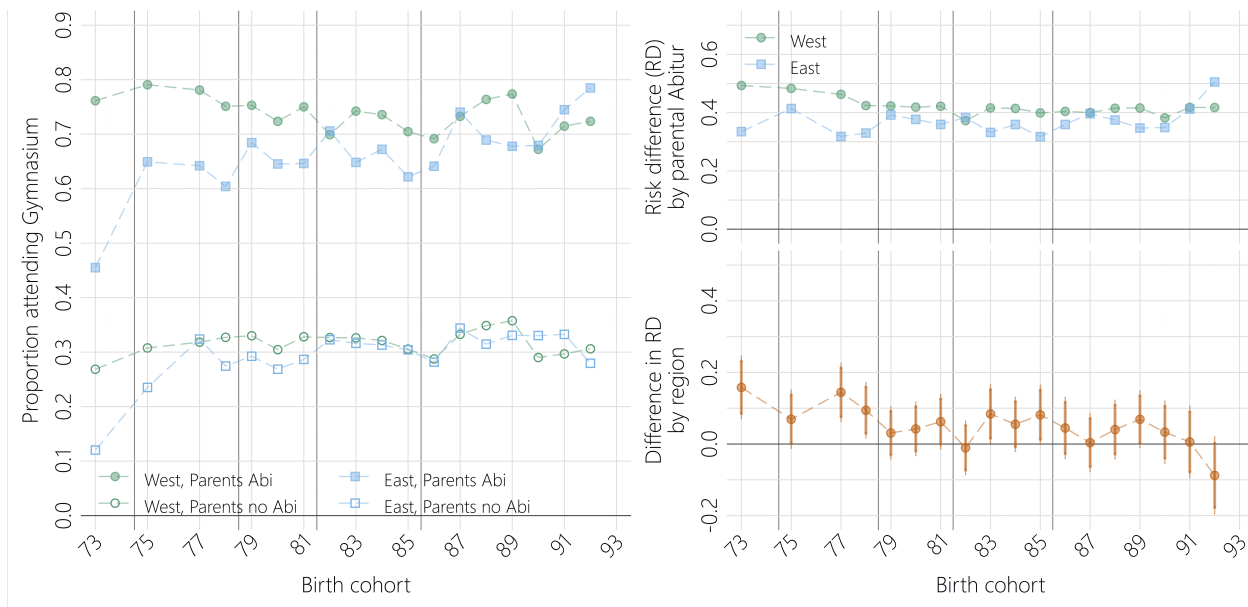 Proportion attending Gymnasium
0.9
0.8
0.7
0.6
0.5
0.4
0.3
0.2
0.1
0.0
West, Parents Abi
West, Parents no Abi
East, Parents Abi
East, Parents no Abi
73 75 77 79 81 83 85 87 89 91 93
Birth cohort
Risk difference (RD)
by parental Abitur
0.6
0.4
0.2
0.0
West
East
Difference in RD
by region
0.4
0.2
0.0
-0.2
73 75 77 79 81 83 85 87 89 91 93
Birth cohort